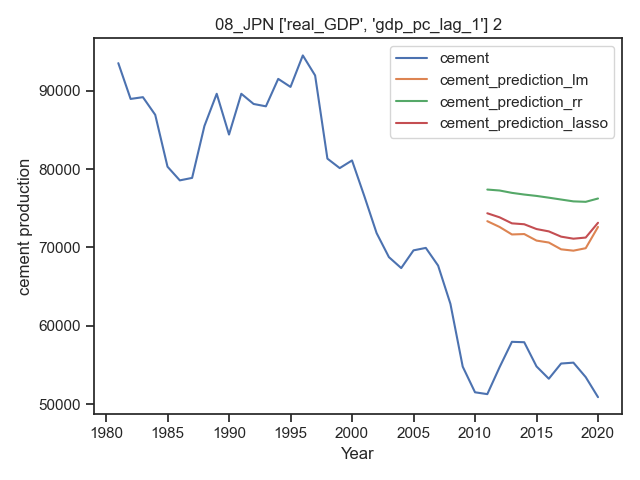 08_JPN ['real_GDP', 'gdp_pc_lag_1'] 2
cement
cement_prediction_lm
cement_prediction_rr
cement_prediction_lasso
cement production
90000
80000
70000
60000
50000
1980 1985 1990 1995 2000 2005 2010 2015 2020
Year